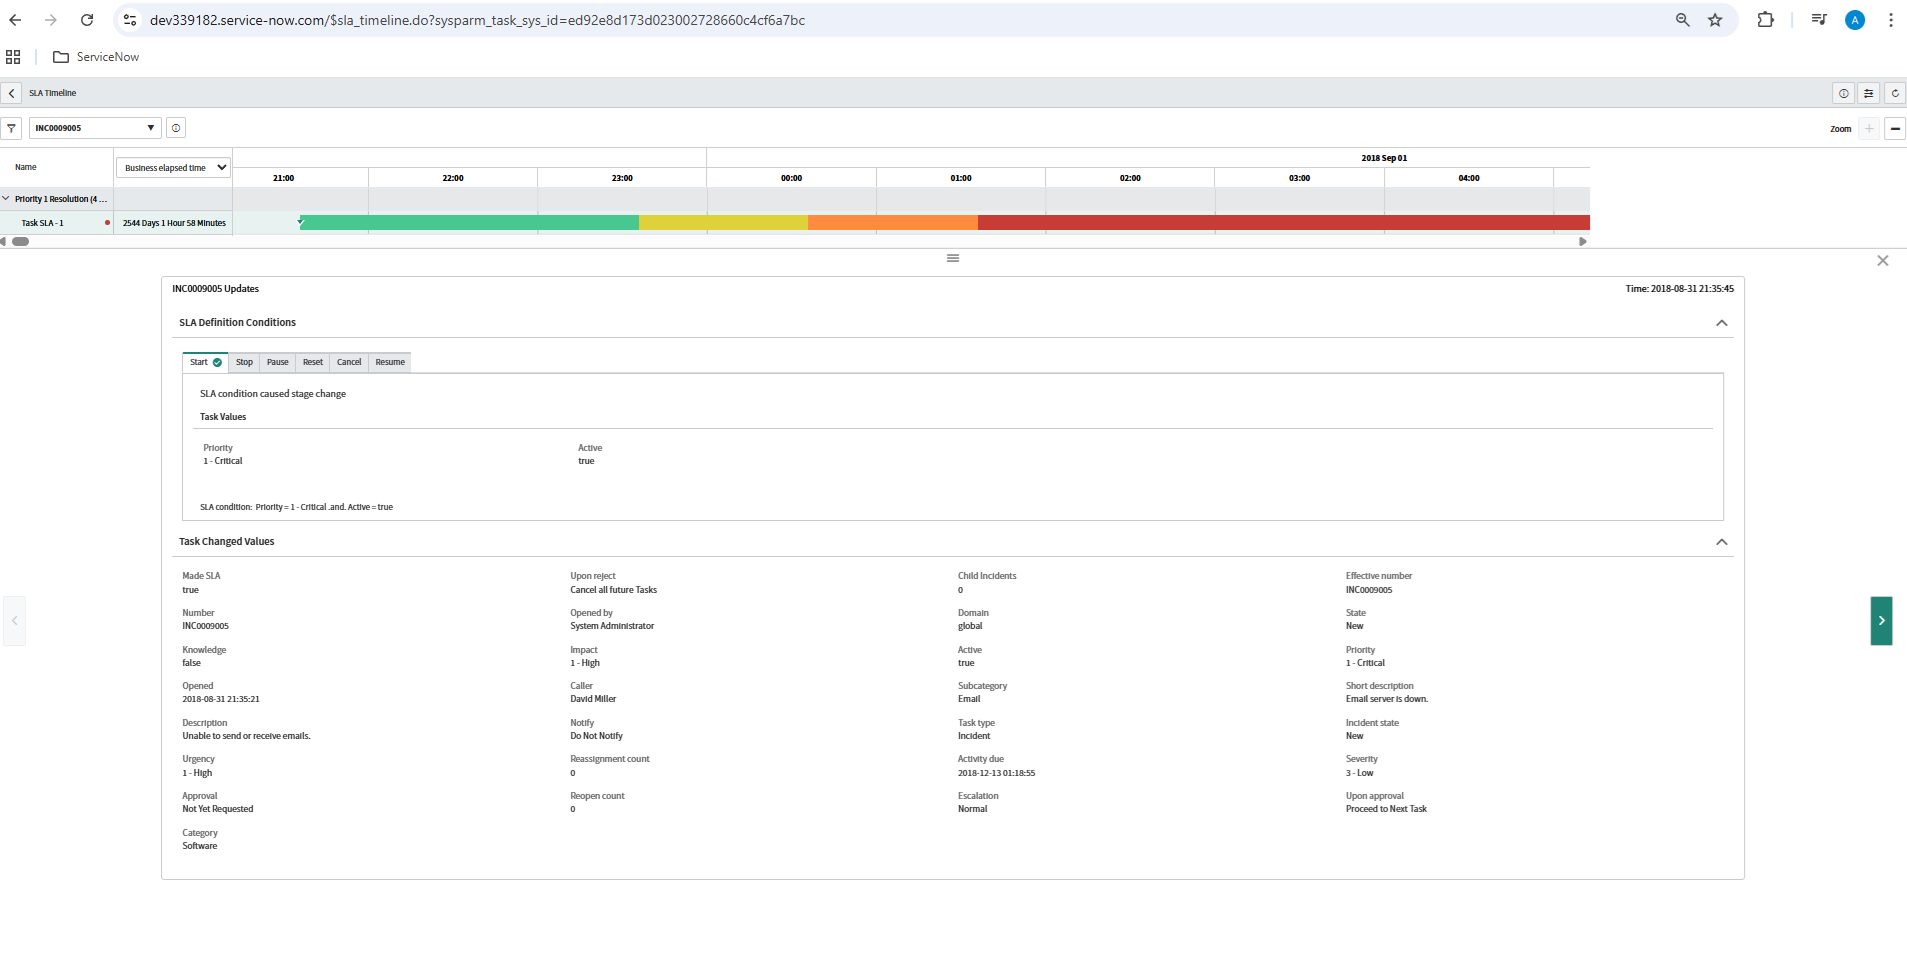 dev339182.service-now.com/$sla_timeline.do?sysparm_task_sys_id=ed92e8d173d023002728660c4cf6a7bc
A
ServiceNow
SLA Timeline
INC0009005
Zoom
Name
Business elapsed time
2018 Sep 01
21:00 22:00 23:00 00:00 01:00 02:00 03:00 04:00
Priority 1 Resolution (4 ...
Task SLA - 1
2544 Days 1 Hour 58 Minutes
INC0009005 Updates
Time: 2018-08-31 21:35:45
SLA Definition Conditions
Start Stop Pause Reset Cancel Resume
SLA condition caused stage change
Task Values
Priority Active
1 - Critical true
SLA condition: Priority = 1 - Critical .and. Active = true
Task Changed Values
Made SLA Upon reject Child Incidents Effective number
true Cancel all future Tasks 0 INC0009005
Number Opened by Domain State
INC0009005 System Administrator global New
Knowledge Impact Active Priority
false 1 - High true 1 - Critical
Opened Caller Subcategory Short description
2018-08-31 21:35:21 David Miller Email Email server is down.
Description Notify Task type Incident state
Unable to send or receive emails. Do Not Notify Incident New
Urgency Reassignment count Activity due Severity
1 - High 0 2018-12-13 01:18:55 3 - Low
Approval Reopen count Escalation Upon approval
Not Yet Requested 0 Normal Proceed to Next Task
Category
Software